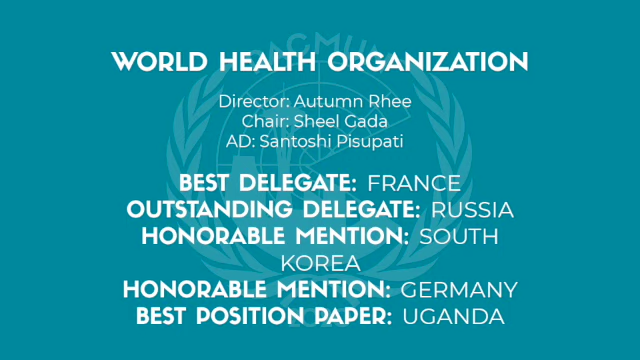 PACMUN
WORLD HEALTH ORGANIZATION
Director: Autumn Rhee
Chair: Sheel Gada
AD: Santoshi Pisupati
BEST DELEGATE: FRANCE
OUTSTANDING DELEGATE: RUSSIA
HONORABLE MENTION: SOUTH
KOREA
HONORABLE MENTION: GERMANY
BEST POSITION PAPER: UGANDA